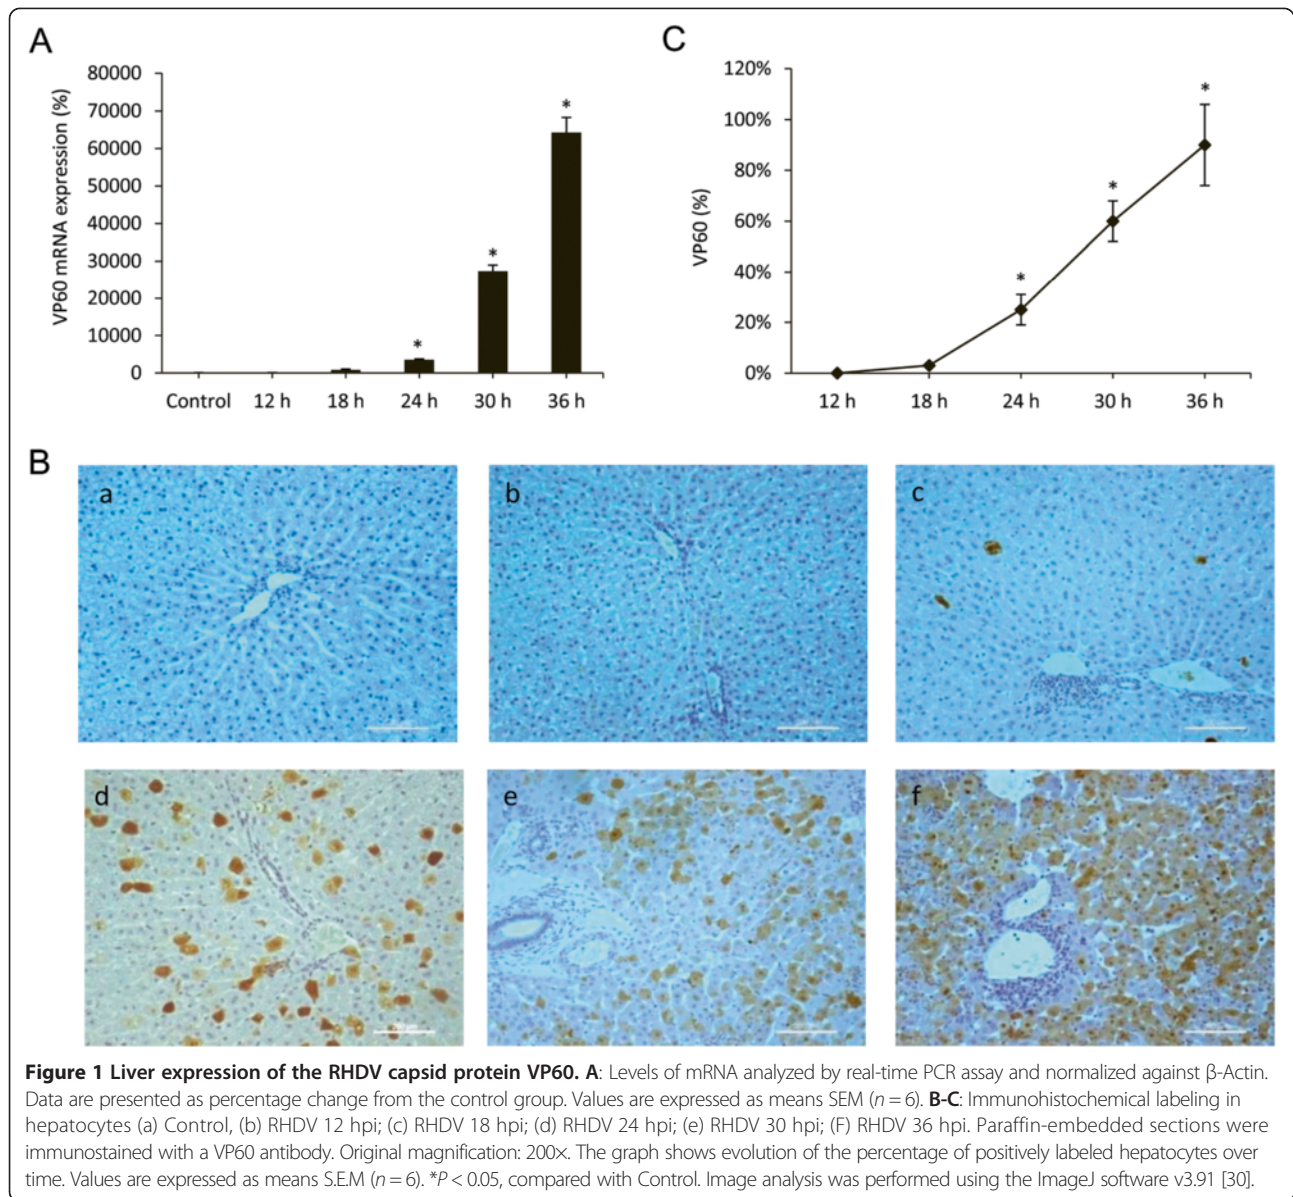 A
C
VP60 mRNA expression (%)
80000
70000
60000
50000
40000
30000
20000
10000
0
* * *
Control 12 h 18 h 24 h 30 h 36 h
VP60 (%)
120%
100%
80%
60%
40%
20%
0%
* * *
12 h 18 h 24 h 30 h 36 h
B
a b c
d e f
Figure 1 Liver expression of the RHDV capsid protein VP60. A: Levels of mRNA analyzed by real-time PCR assay and normalized against β-Actin.
Data are presented as percentage change from the control group. Values are expressed as means SEM (n = 6). B-C: Immunohistochemical labeling in
hepatocytes (a) Control, (b) RHDV 12 hpi; (c) RHDV 18 hpi; (d) RHDV 24 hpi; (e) RHDV 30 hpi; (F) RHDV 36 hpi. Paraffin-embedded sections were
immunostained with a VP60 antibody. Original magnification: 200×. The graph shows evolution of the percentage of positively labeled hepatocytes over
time. Values are expressed as means S.E.M (n = 6). *P < 0.05, compared with Control. Image analysis was performed using the ImageJ software v3.91 [30].